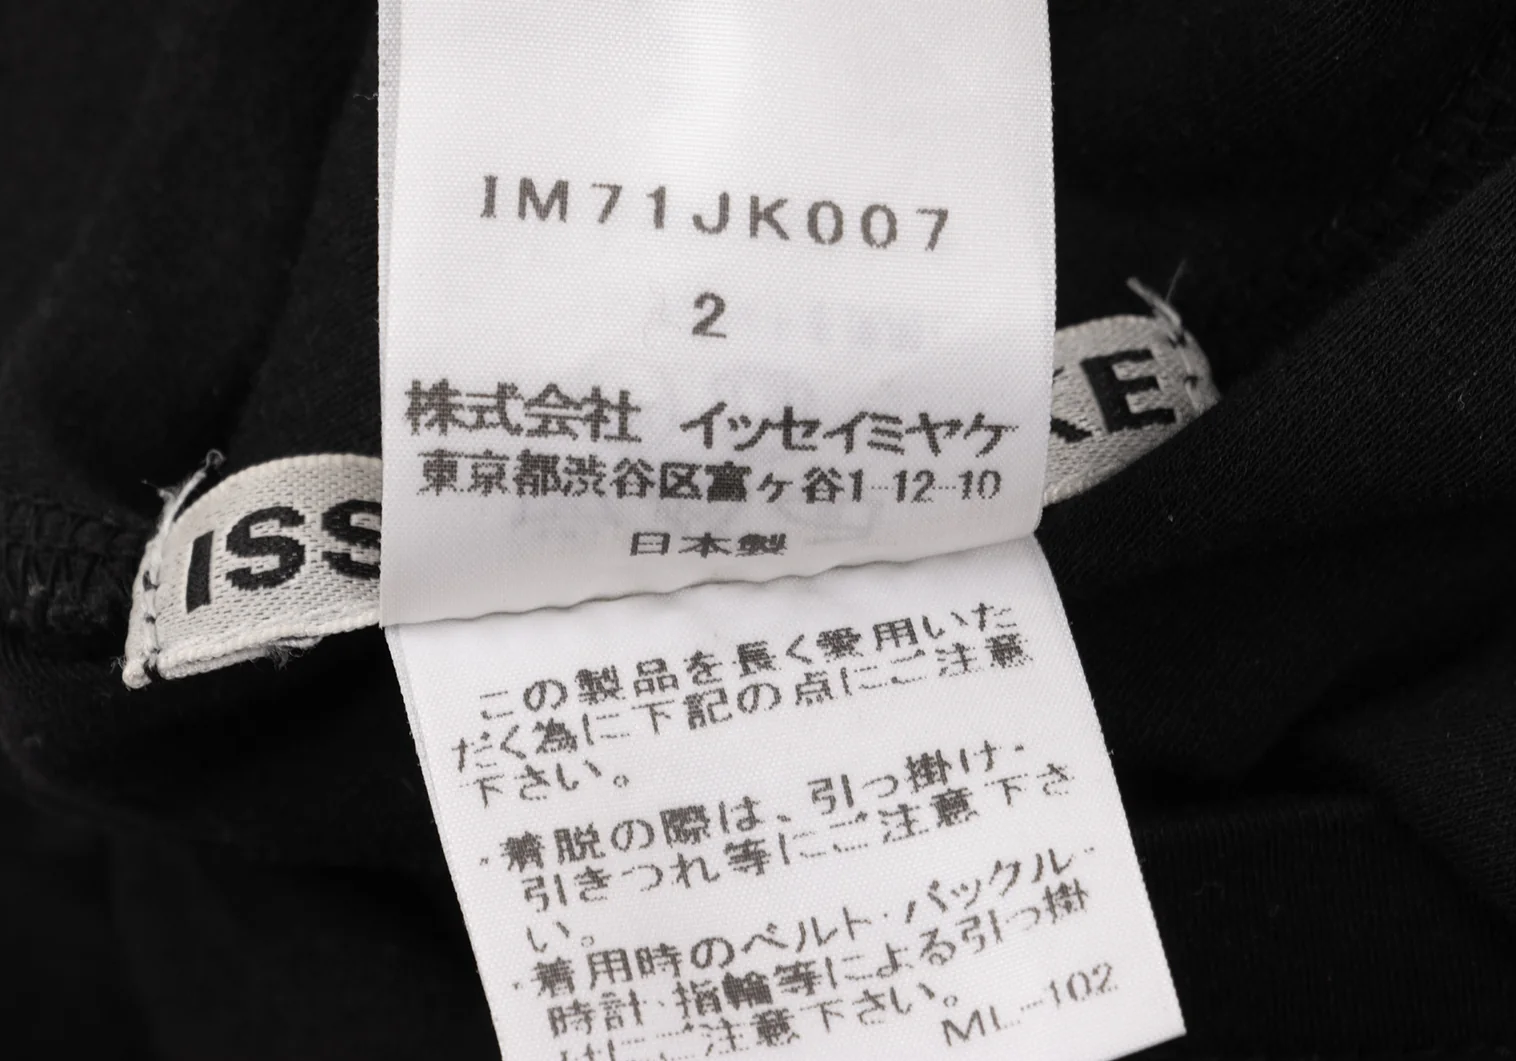 IM71JK007
2
株式会社 イッセイミヤケ
東京都渋谷区富ヶ谷1-12-10
日本製
ISS
KE
この製品を長く愛用いた
だく為に下記の点にご注意
下さい。
・着脱の際は、引っ掛け・
引きつれ等にご注意下さ
い。
・着用時のベルト・バックル・
時計・指輪等による引っ掛
けにご注意下さい。
ML-102